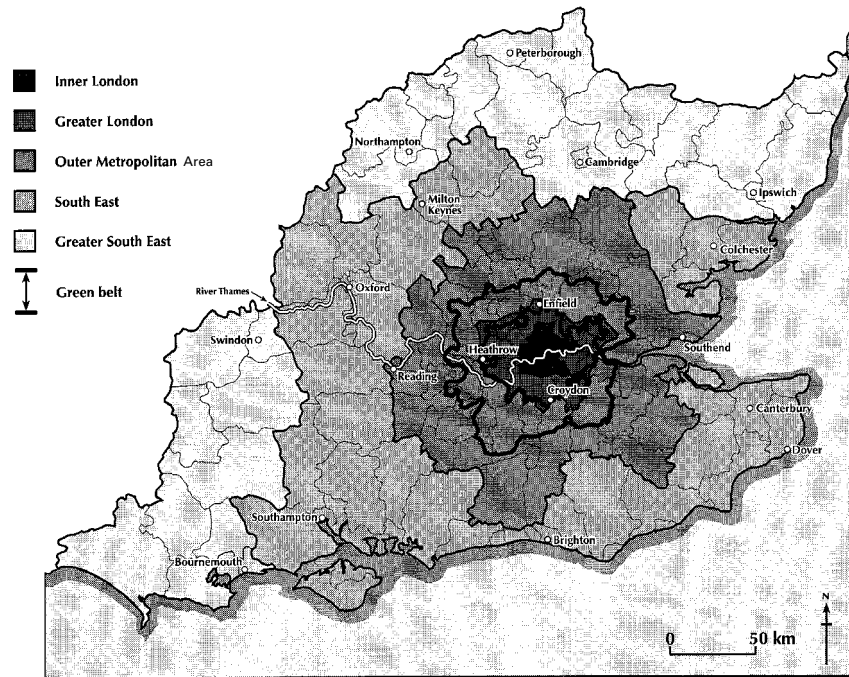 Inner London
Greater London
Outer Metropolitan Area
South East
Greater South East
Green belt
Peterborough
Northampton
Gambridge
Ipswich
Milton
Keynes
Colchester
River Thames
Oxford
Enfield
Swindon
Heathrow
Southend
Reading
Croydon
Canterbury
Dover
Southampton
Brighton
Bournemouth
N
0 50 km